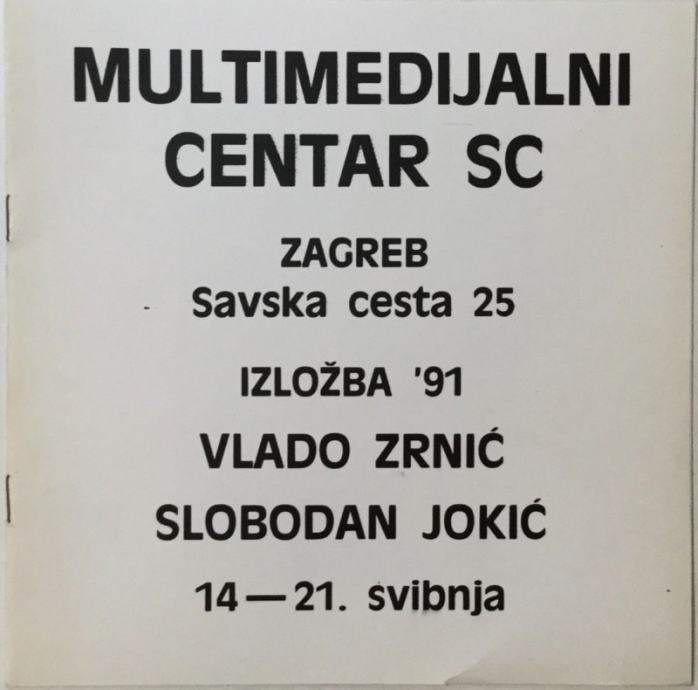 MULTIMEDIJALNI
CENTAR SC
ZAGREB
Savska cesta 25
IZLOŽBA '91
VLADO ZRNIĆ
SLOBODAN JOKIĆ
14 — 21. svibnja